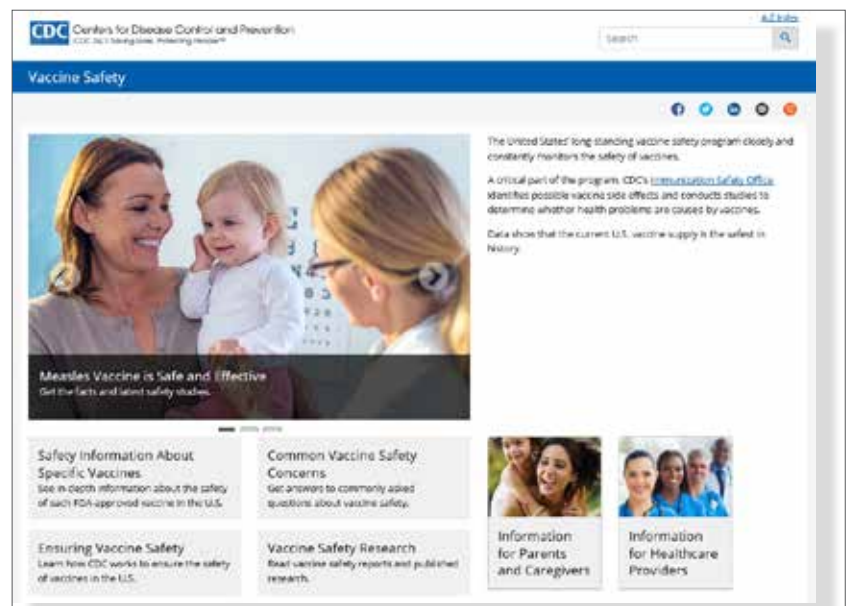 A-Z Index
CDC
Centers for Disease Control and Prevention
CDC 24/7: Saving Lives, Protecting People™
Search
Vaccine Safety
The United States' long-standing vaccine safety program closely and
constantly monitors the safety of vaccines.
A critical part of the program, CDC's Immunization Safety Office
identifies possible vaccine side effects and conducts studies to
determine whether health problems are caused by vaccines.
Data show that the current U.S. vaccine supply is the safest in
history.
Measles Vaccine is Safe and Effective
Get the facts and latest safety studies.
Safety Information About
Specific Vaccines
See in-depth information about the safety
of each FDA-approved vaccine in the U.S.
Common Vaccine Safety
Concerns
Get answers to commonly asked
questions about vaccine safety.
Ensuring Vaccine Safety
Learn how CDC works to ensure the safety
of vaccines in the U.S.
Vaccine Safety Research
Read vaccine safety reports and published
research.
Information
for Parents
and Caregivers
Information
for Healthcare
Providers